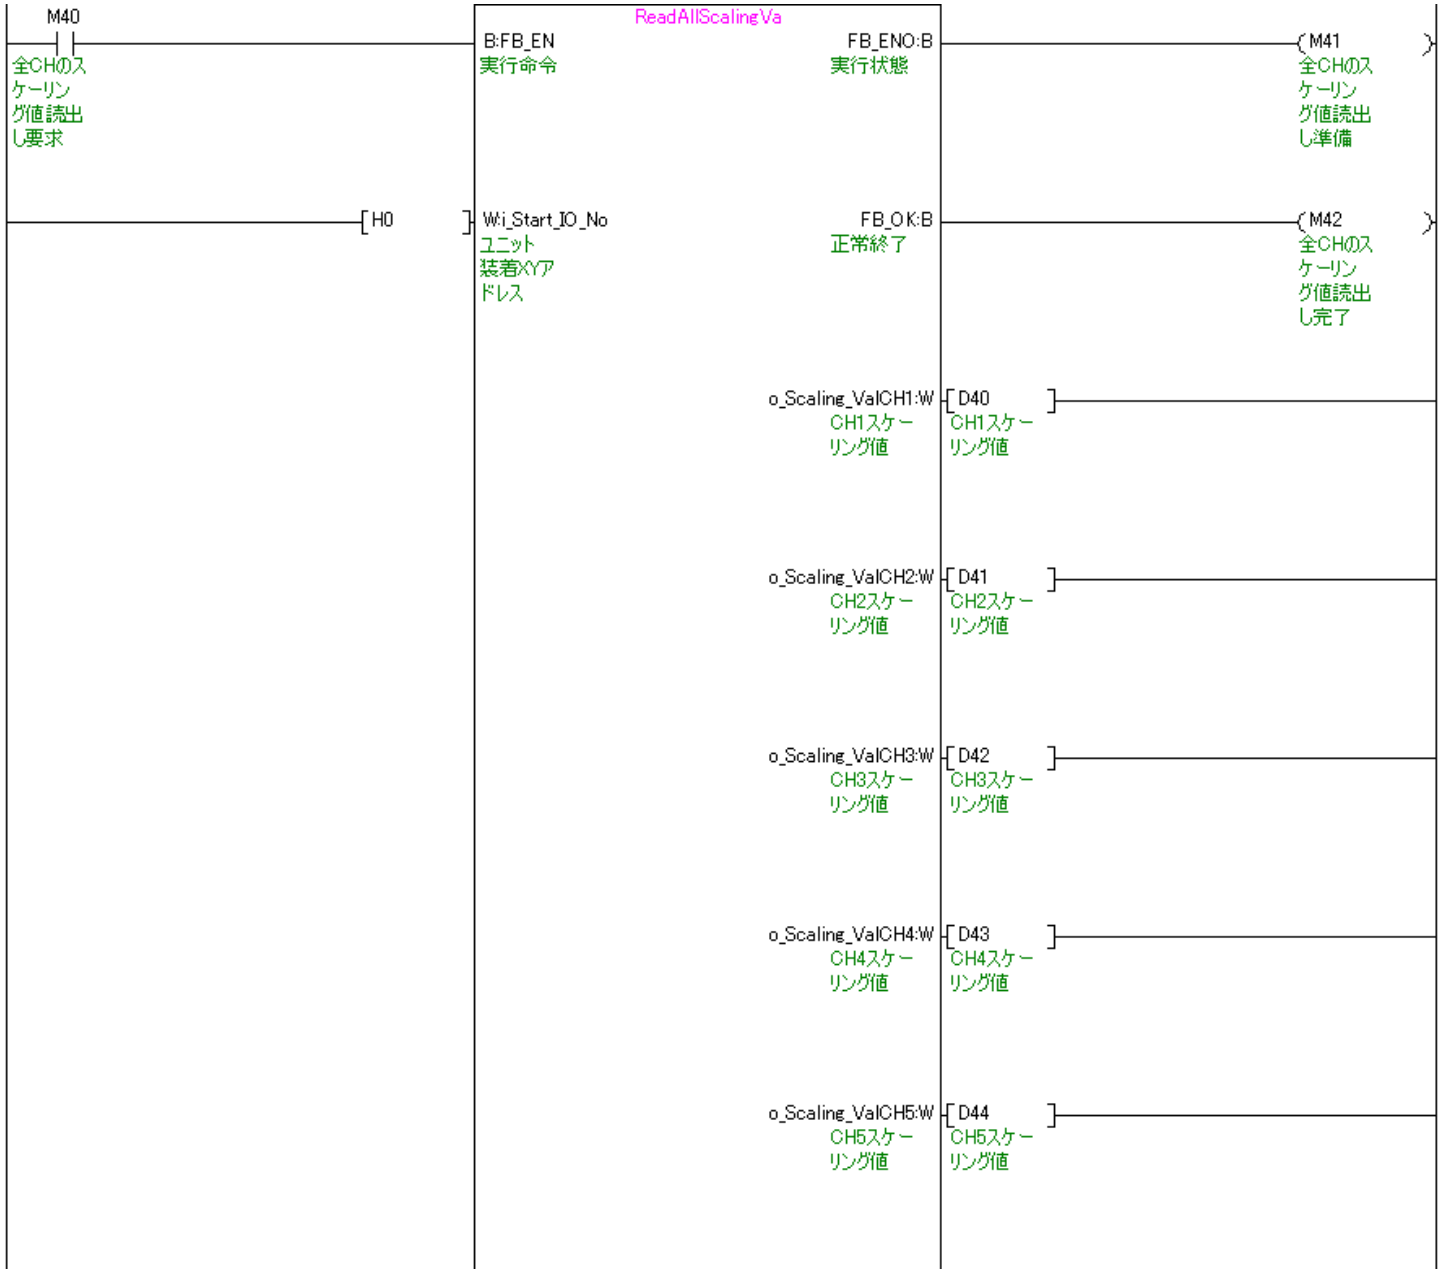 M40
ReadAllScalingVa
B:FB_EN
FB_ENO:B
M41
全CHのス
ケーリン
グ値読出
し要求
実行命令
実行状態
全CHのス
ケーリン
グ値読出
し準備
H0
W:i_Start_IO_No
FB_OK:B
M42
ユニット
装着XYア
ドレス
正常終了
全CHのス
ケーリン
グ値読出
し完了
o_Scaling_ValCH1:W
D40
CH1スケー
リング値
CH1スケー
リング値
o_Scaling_ValCH2:W
D41
CH2スケー
リング値
CH2スケー
リング値
o_Scaling_ValCH3:W
D42
CH3スケー
リング値
CH3スケー
リング値
o_Scaling_ValCH4:W
D43
CH4スケー
リング値
CH4スケー
リング値
o_Scaling_ValCH5:W
D44
CH5スケー
リング値
CH5スケー
リング値